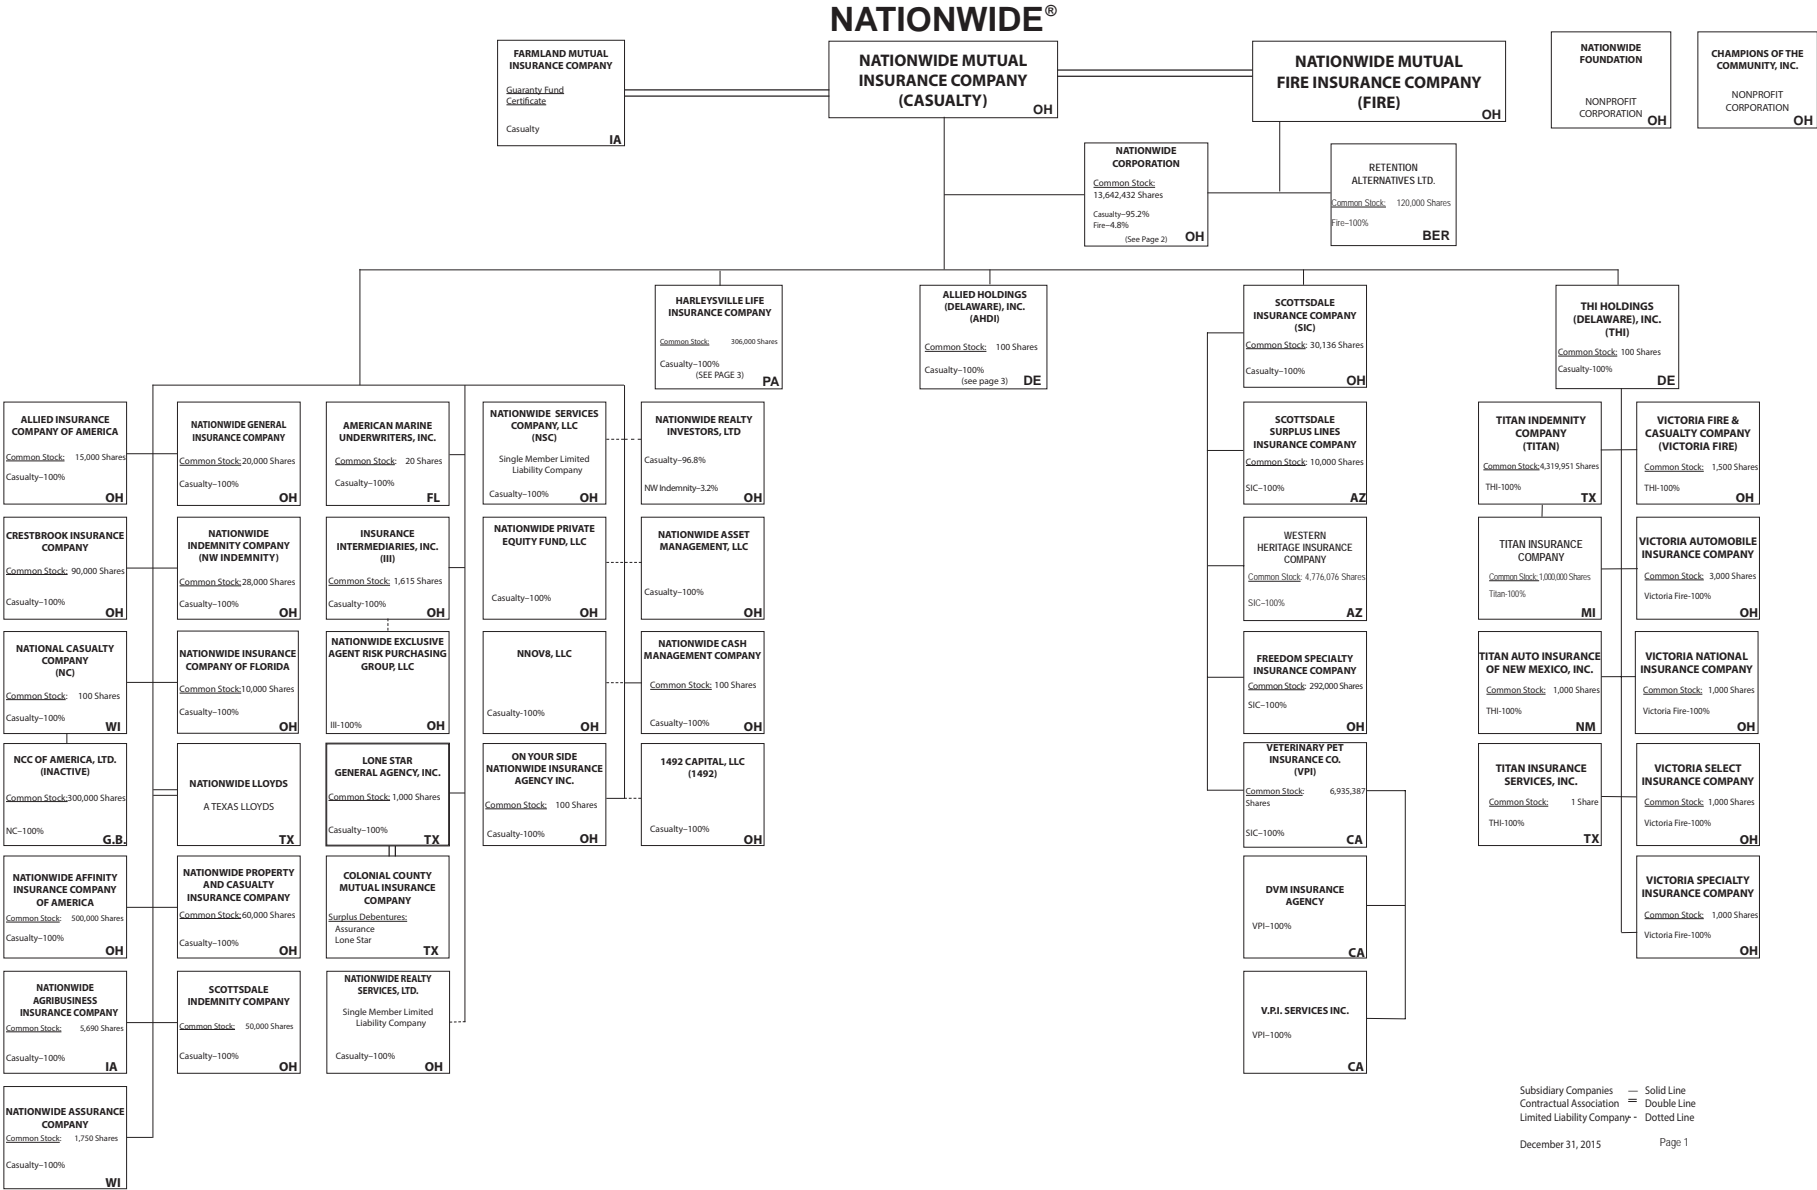 NATIONWIDE®
FARMLAND MUTUAL
INSURANCE COMPANY
Guaranty Fund
Certificate
Casualty
IA
NATIONWIDE MUTUAL
INSURANCE COMPANY
(CASUALTY)
OH
NATIONWIDE MUTUAL
FIRE INSURANCE COMPANY
(FIRE)
OH
NATIONWIDE
FOUNDATION
NONPROFIT
CORPORATION
OH
CHAMPIONS OF THE
COMMUNITY, INC.
NONPROFIT
CORPORATION
OH
NATIONWIDE
CORPORATION
Common Stock:
13,642,432 Shares
Casualty–95.2%
Fire–4.8%
(See Page 2)
OH
RETENTION
ALTERNATIVES LTD.
Common Stock: 120,000 Shares
Fire–100%
BER
HARLEYSVILLE LIFE
INSURANCE COMPANY
Common Stock: 306,000 Shares
Casualty–100%
(SEE PAGE 3)
PA
ALLIED HOLDINGS
(DELAWARE), INC.
(AHDI)
Common Stock: 100 Shares
Casualty–100%
(see page 3)
DE
SCOTTSDALE
INSURANCE COMPANY
(SIC)
Common Stock: 30,136 Shares
Casualty–100%
OH
THI HOLDINGS
(DELAWARE), INC.
(THI)
Common Stock: 100 Shares
Casualty-100%
DE
ALLIED INSURANCE
COMPANY OF AMERICA
Common Stock: 15,000 Shares
Casualty–100%
OH
NATIONWIDE GENERAL
INSURANCE COMPANY
Common Stock: 20,000 Shares
Casualty–100%
OH
AMERICAN MARINE
UNDERWRITERS, INC.
Common Stock: 20 Shares
Casualty–100%
FL
NATIONWIDE SERVICES
COMPANY, LLC
(NSC)
Single Member Limited
Liability Company
Casualty–100%
OH
NATIONWIDE REALTY
INVESTORS, LTD
Casualty–96.8%
NW Indemnity–3.2%
OH
SCOTTSDALE
SURPLUS LINES
INSURANCE COMPANY
Common Stock: 10,000 Shares
SIC–100%
AZ
TITAN INDEMNITY
COMPANY
(TITAN)
Common Stock: 4,319,951 Shares
THI-100%
TX
VICTORIA FIRE &
CASUALTY COMPANY
(VICTORIA FIRE)
Common Stock: 1,500 Shares
THI-100%
OH
CRESTBROOK INSURANCE
COMPANY
Common Stock: 90,000 Shares
Casualty–100%
OH
NATIONWIDE
INDEMNITY COMPANY
(NW INDEMNITY)
Common Stock: 28,000 Shares
Casualty–100%
OH
INSURANCE
INTERMEDIARIES, INC.
(III)
Common Stock: 1,615 Shares
Casualty-100%
OH
NATIONWIDE PRIVATE
EQUITY FUND, LLC
Casualty–100%
OH
NATIONWIDE ASSET
MANAGEMENT, LLC
Casualty–100%
OH
WESTERN
HERITAGE INSURANCE
COMPANY
Common Stock: 4,776,076 Shares
SIC–100%
AZ
TITAN INSURANCE
COMPANY
Common Stock: 1,000,000 Shares
Titan-100%
MI
VICTORIA AUTOMOBILE
INSURANCE COMPANY
Common Stock: 3,000 Shares
Victoria Fire-100%
OH
NATIONAL CASUALTY
COMPANY
(NC)
Common Stock: 100 Shares
Casualty–100%
WI
NATIONWIDE INSURANCE
COMPANY OF FLORIDA
Common Stock: 10,000 Shares
Casualty–100%
OH
NATIONWIDE EXCLUSIVE
AGENT RISK PURCHASING
GROUP, LLC
III-100%
OH
NNOV8, LLC
Casualty-100%
OH
NATIONWIDE CASH
MANAGEMENT COMPANY
Common Stock: 100 Shares
Casualty–100%
OH
FREEDOM SPECIALTY
INSURANCE COMPANY
Common Stock: 292,000 Shares
SIC–100%
OH
TITAN AUTO INSURANCE
OF NEW MEXICO, INC.
Common Stock: 1,000 Shares
THI-100%
NM
VICTORIA NATIONAL
INSURANCE COMPANY
Common Stock: 1,000 Shares
Victoria Fire-100%
OH
NCC OF AMERICA, LTD.
(INACTIVE)
Common Stock: 300,000 Shares
NC–100%
G.B.
NATIONWIDE LLOYDS
A TEXAS LLOYDS
TX
LONE STAR
GENERAL AGENCY, INC.
Common Stock: 1,000 Shares
Casualty–100%
TX
ON YOUR SIDE
NATIONWIDE INSURANCE
AGENCY INC.
Common Stock: 100 Shares
Casualty-100%
OH
1492 CAPITAL, LLC
(1492)
Casualty–100%
OH
VETERINARY PET
INSURANCE CO.
(VPI)
Common Stock: 6,935,387
Shares
SIC–100%
CA
TITAN INSURANCE
SERVICES, INC.
Common Stock: 1 Share
THI-100%
TX
VICTORIA SELECT
INSURANCE COMPANY
Common Stock: 1,000 Shares
Victoria Fire-100%
OH
NATIONWIDE AFFINITY
INSURANCE COMPANY
OF AMERICA
Common Stock: 500,000 Shares
Casualty–100%
OH
NATIONWIDE PROPERTY
AND CASUALTY
INSURANCE COMPANY
Common Stock: 60,000 Shares
Casualty–100%
OH
COLONIAL COUNTY
MUTUAL INSURANCE
COMPANY
Surplus Debentures:
Assurance
Lone Star
TX
DVM INSURANCE
AGENCY
VPI–100%
CA
VICTORIA SPECIALTY
INSURANCE COMPANY
Common Stock: 1,000 Shares
Victoria Fire-100%
OH
NATIONWIDE
AGRIBUSINESS
INSURANCE COMPANY
Common Stock: 5,690 Shares
Casualty–100%
IA
SCOTTSDALE
INDEMNITY COMPANY
Common Stock: 50,000 Shares
Casualty–100%
OH
NATIONWIDE REALTY
SERVICES, LTD.
Single Member Limited
Liability Company
Casualty–100%
OH
V.P.I. SERVICES INC.
VPI–100%
CA
NATIONWIDE ASSURANCE
COMPANY
Common Stock: 1,750 Shares
Casualty–100%
WI
Subsidiary Companies — Solid Line
Contractual Association = Double Line
Limited Liability Company - - Dotted Line
December 31, 2015 Page 1